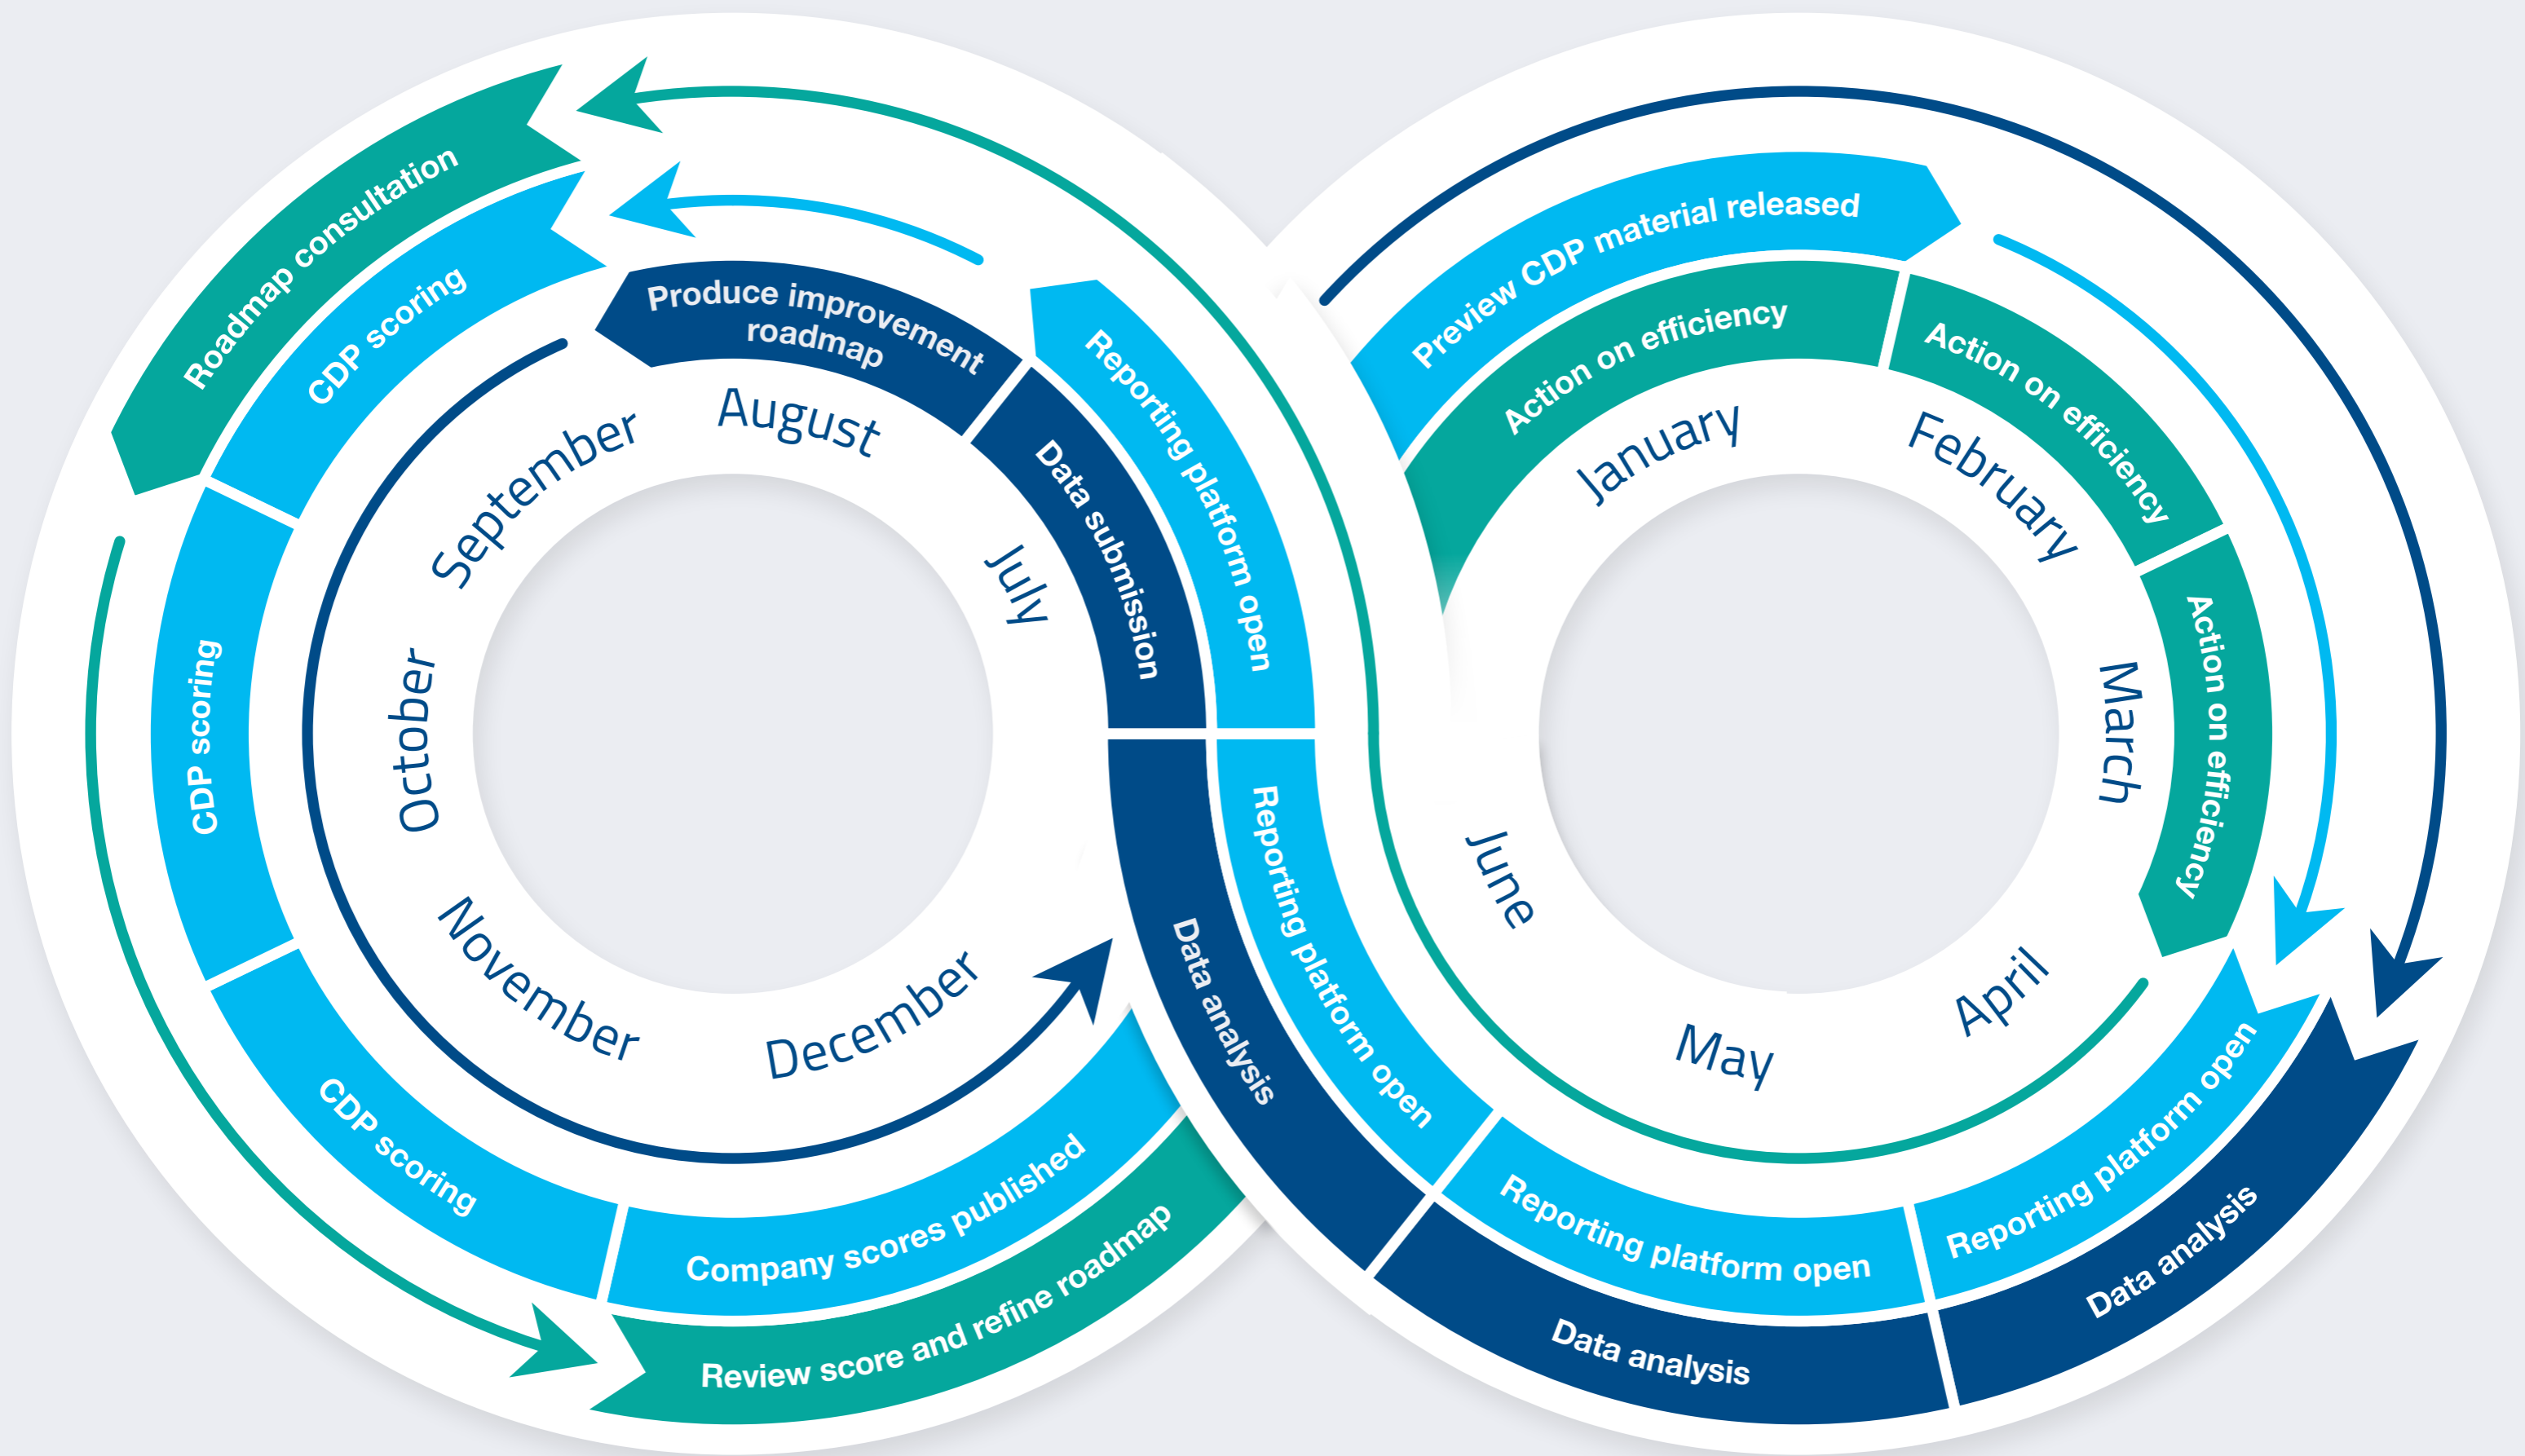 Preview CDP material released
Action on efficiency
January
Action on efficiency
February
Action on efficiency
March
April
Reporting platform open
Data analysis
May
Reporting platform open
Data analysis
June
Reporting platform open
Data analysis
July
Data submission
Reporting platform open
August
Produce improvement
roadmap
September
CDP scoring
Roadmap consultation
October
CDP scoring
November
CDP scoring
December
Company scores published
Review score and refine roadmap